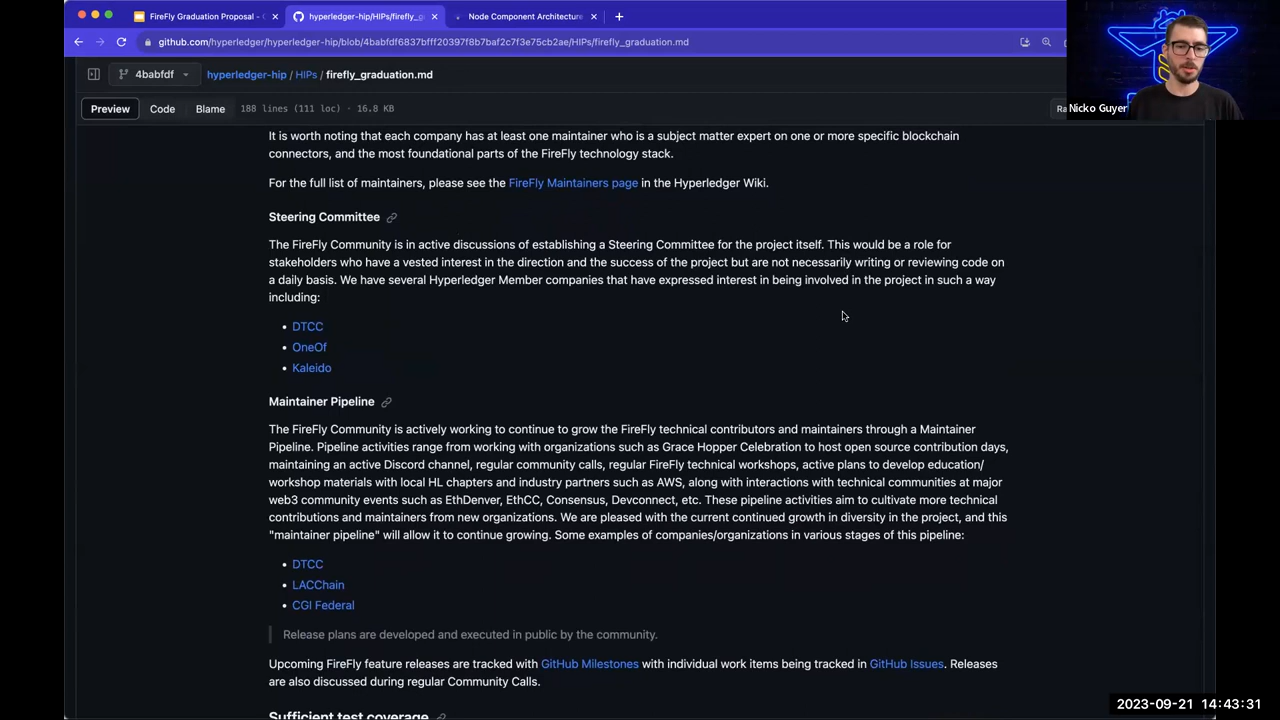 FireFly Graduation Proposal - G
hyperledger-hip/HIPs/firefly_g
Node Component Architecture
github.com/hyperledger/hyperledger-hip/blob/4babfdf6837bfff20397f8b7baf2c7f3e75cb2ae/HIPs/firefly_graduation.md
4babfdf
hyperledger-hip / HIPs / firefly_graduation.md
Nicko Guyer
Preview Code Blame 188 lines (111 loc) · 16.8 KB
Ra
It is worth noting that each company has at least one maintainer who is a subject matter expert on one or more specific blockchain
connectors, and the most foundational parts of the FireFly technology stack.
For the full list of maintainers, please see the FireFly Maintainers page in the Hyperledger Wiki.
Steering Committee
The FireFly Community is in active discussions of establishing a Steering Committee for the project itself. This would be a role for
stakeholders who have a vested interest in the direction and the success of the project but are not necessarily writing or reviewing code on
a daily basis. We have several Hyperledger Member companies that have expressed interest in being involved in the project in such a way
including:
• DTCC
• OneOf
• Kaleido
Maintainer Pipeline
The FireFly Community is actively working to continue to grow the FireFly technical contributors and maintainers through a Maintainer
Pipeline. Pipeline activities range from working with organizations such as Grace Hopper Celebration to host open source contribution days,
maintaining an active Discord channel, regular community calls, regular FireFly technical workshops, active plans to develop education/
workshop materials with local HL chapters and industry partners such as AWS, along with interactions with technical communities at major
web3 community events such as EthDenver, EthCC, Consensus, Devconnect, etc. These pipeline activities aim to cultivate more technical
contributions and maintainers from new organizations. We are pleased with the current continued growth in diversity in the project, and this
"maintainer pipeline" will allow it to continue growing. Some examples of companies/organizations in various stages of this pipeline:
• DTCC
• LACChain
• CGI Federal
Release plans are developed and executed in public by the community.
Upcoming FireFly feature releases are tracked with GitHub Milestones with individual work items being tracked in GitHub Issues. Releases
are also discussed during regular Community Calls.
Sufficient test coverage
2023-09-21 14:43:31